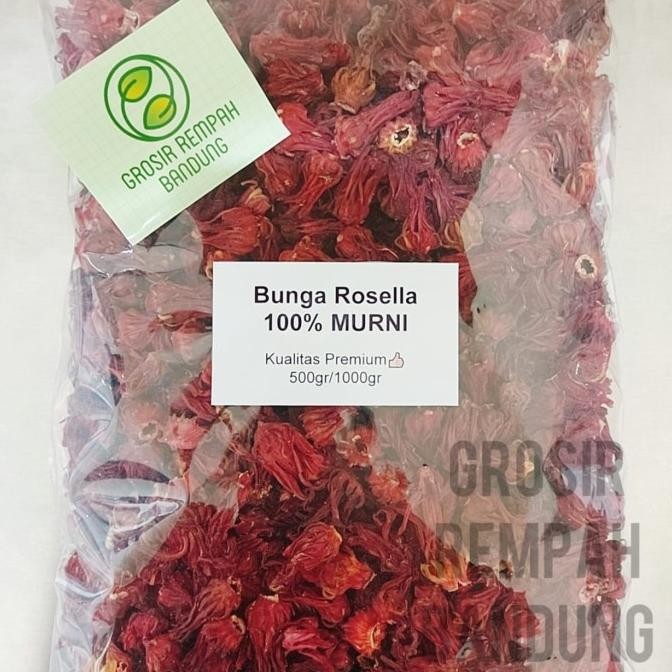 GROSIR REMPAH
BANDUNG
Bunga Rosella
100% MURNI
Kualitas Premium👍
500gr/1000gr
GROSIR
REMPAH
BANDUNG